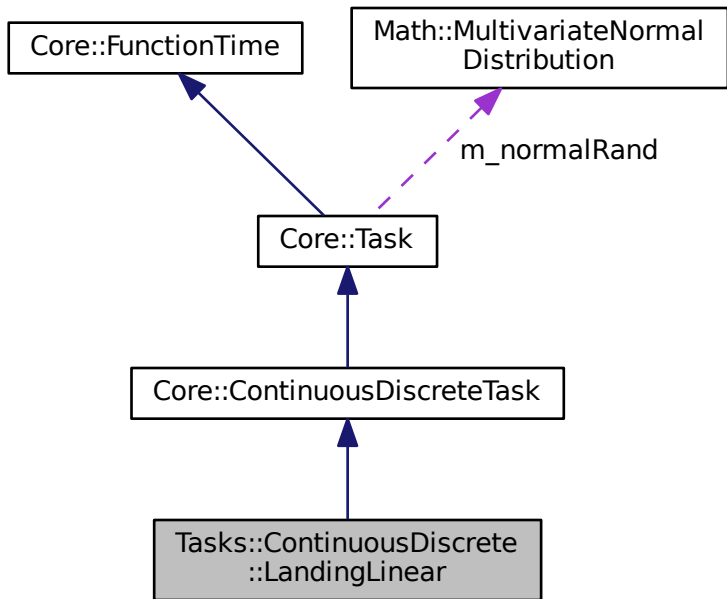 Core::FunctionTime
Math::MultivariateNormal
Distribution
m_normalRand
Core::Task
Core::ContinuousDiscreteTask
Tasks::ContinuousDiscrete
::LandingLinear